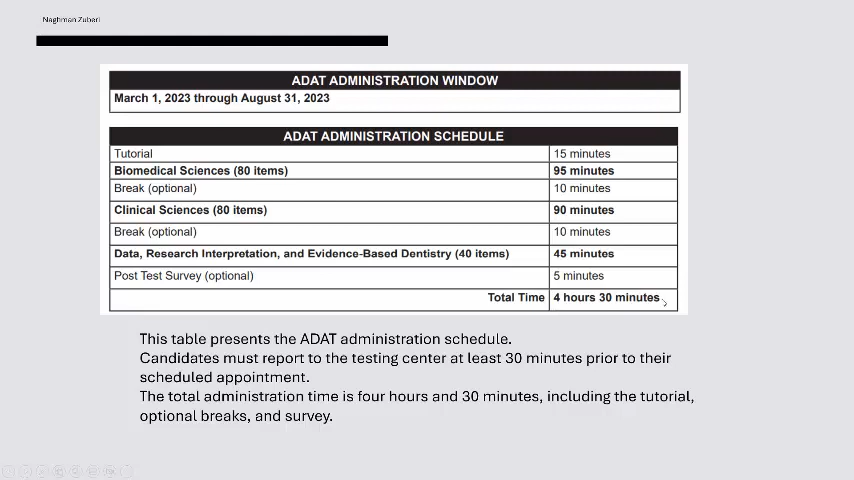 Naghman Zuberi
ADAT ADMINISTRATION WINDOW
March 1, 2023 through August 31, 2023
ADAT ADMINISTRATION SCHEDULE
Tutorial 15 minutes
Biomedical Sciences (80 items) 95 minutes
Break (optional) 10 minutes
Clinical Sciences (80 items) 90 minutes
Break (optional) 10 minutes
Data, Research Interpretation, and Evidence-Based Dentistry (40 items) 45 minutes
Post Test Survey (optional) 5 minutes
Total Time 4 hours 30 minutes
This table presents the ADAT administration schedule.
Candidates must report to the testing center at least 30 minutes prior to their
scheduled appointment.
The total administration time is four hours and 30 minutes, including the tutorial,
optional breaks, and survey.